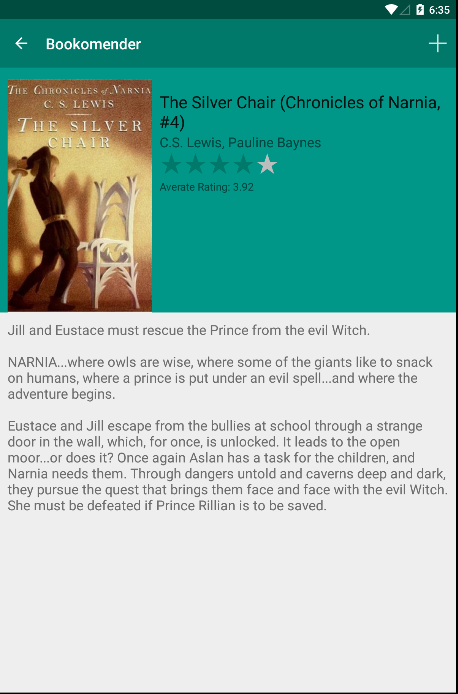 6:35
Bookomender
THE CHRONICLES of NARNIA
C. S. LEWIS
THE SILVER
CHAIR
The Silver Chair (Chronicles of Narnia,
#4)
C.S. Lewis, Pauline Baynes
Averate Rating: 3.92
Jill and Eustace must rescue the Prince from the evil Witch.
NARNIA...where owls are wise, where some of the giants like to snack
on humans, where a prince is put under an evil spell...and where the
adventure begins.
Eustace and Jill escape from the bullies at school through a strange
door in the wall, which, for once, is unlocked. It leads to the open
moor...or does it? Once again Aslan has a task for the children, and
Narnia needs them. Through dangers untold and caverns deep and dark,
they pursue the quest that brings them face and face with the evil Witch.
She must be defeated if Prince Rillian is to be saved.